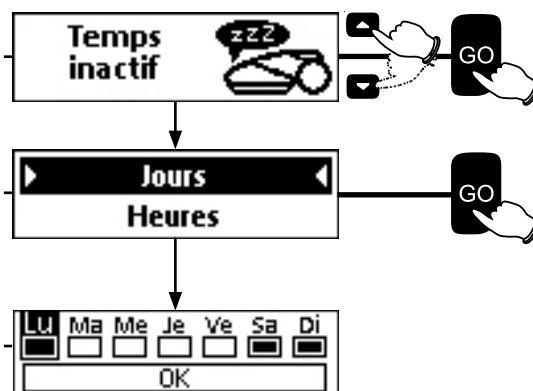 Temps
inactif
zzz
GO
Jours
Heures
GO
Lu Ma Me Je Ve Sa Di
OK